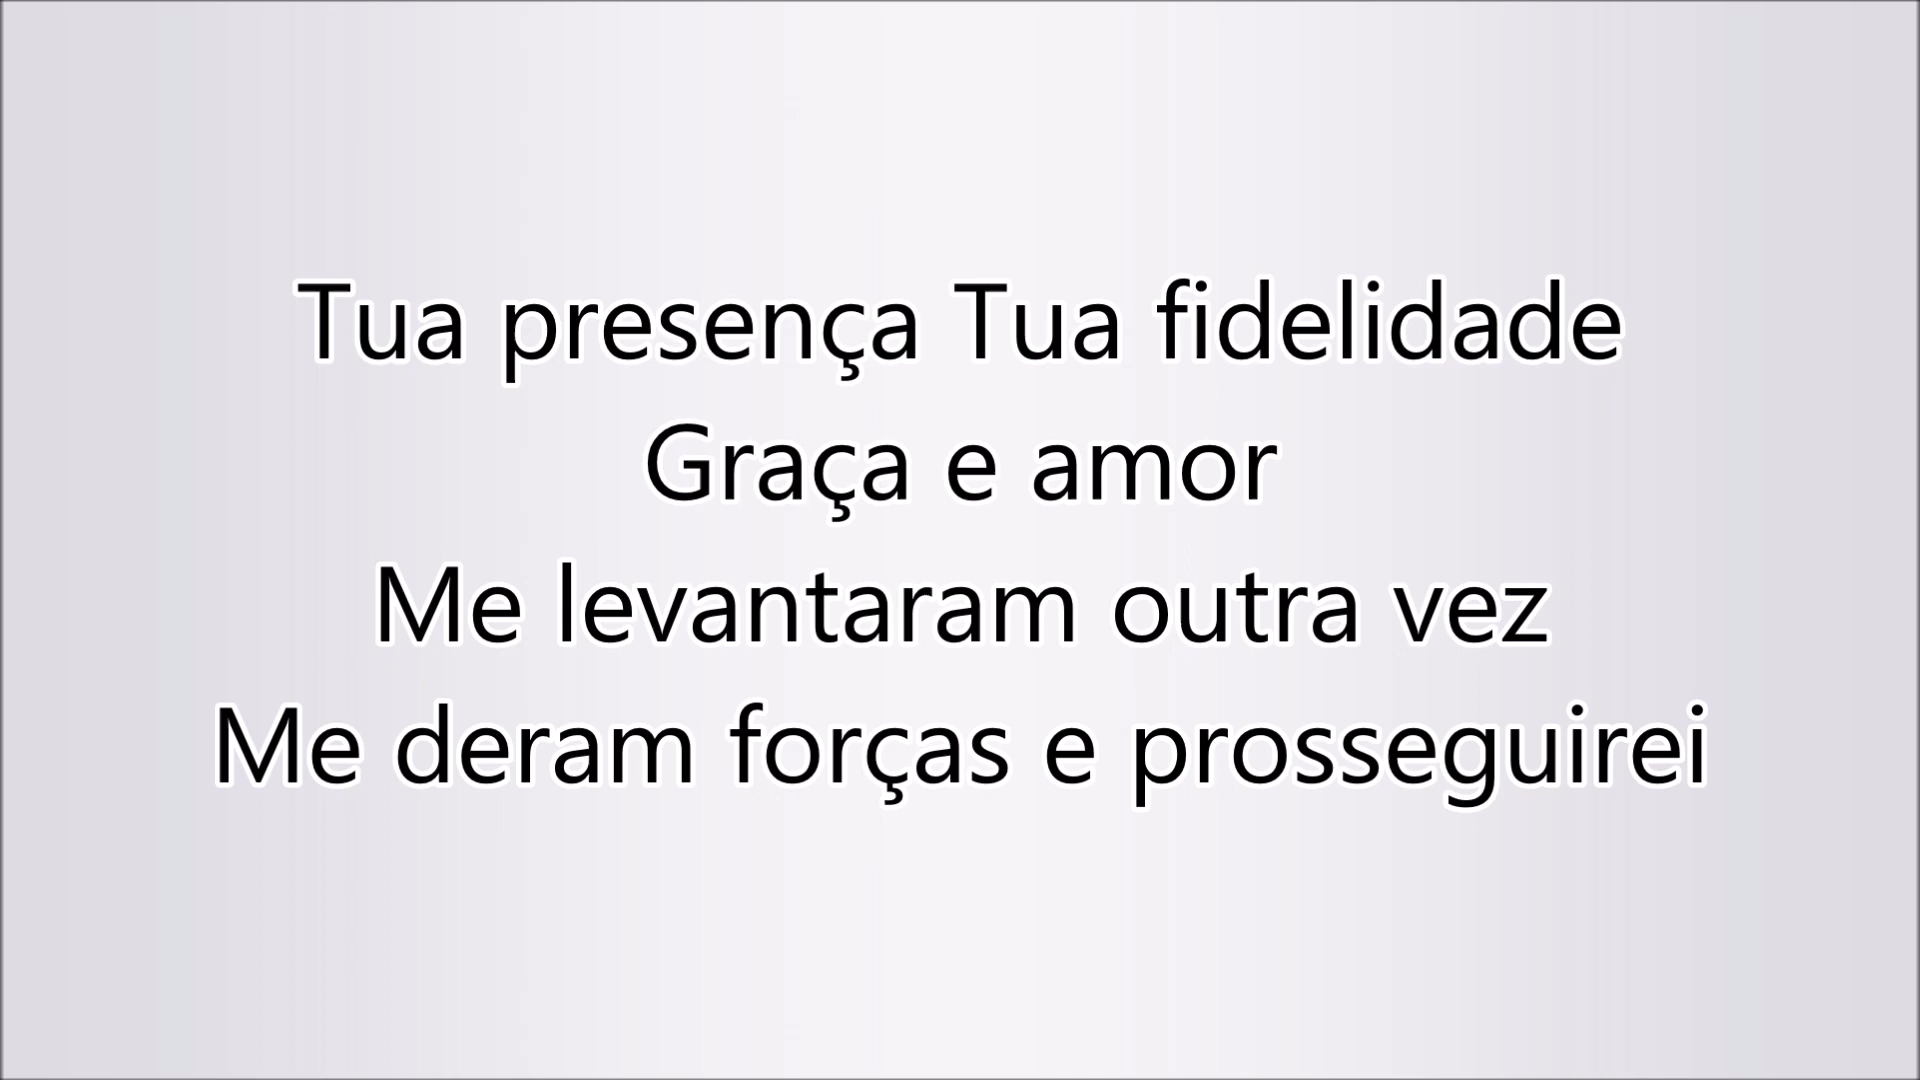 Tua presença Tua fidelidade
Graça e amor
Me levantaram outra vez
Me deram forças e prosseguirei